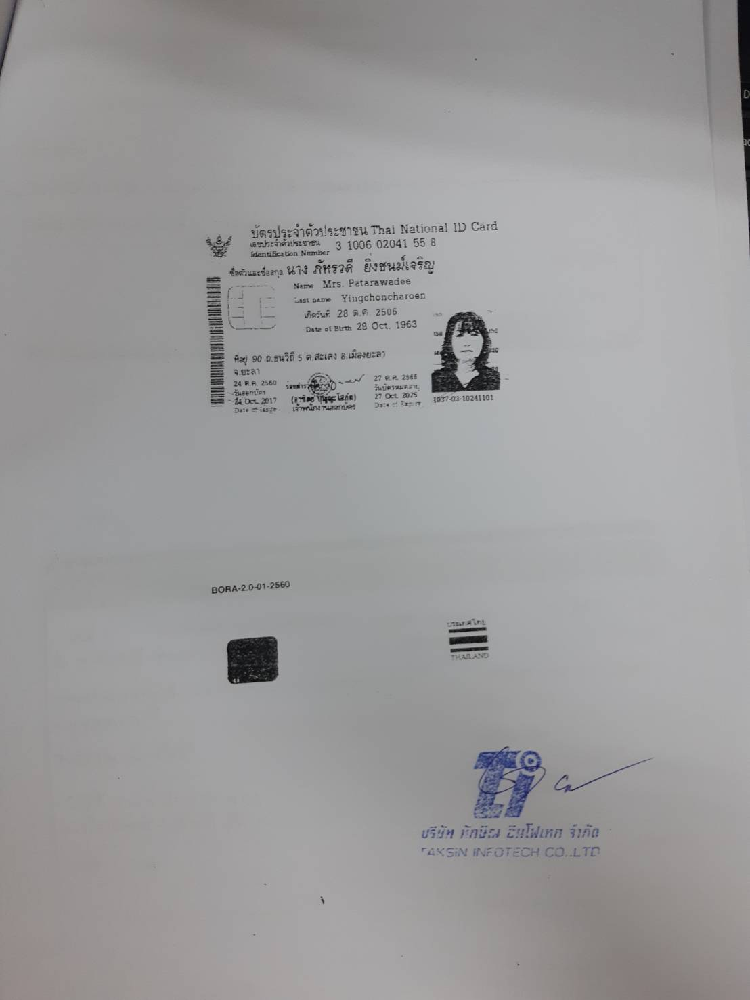 บัตรประจำตัวประชาชน Thai National ID Card
เลขประจำตัวประชาชน 3 1006 02041 55 8
Identification Number
ชื่อตัวและชื่อสกุล นาง ภัทรวดี ยิ่งชนม์เจริญ
Name Mrs. Patarawadee
Last name Yingchoncharoen
เกิดวันที่ 28 ต.ค. 2506
Date of Birth 28 Oct. 1963
ที่อยู่ 90 ถ.ธนวิถี 5 ต.สะเตง อ.เมืองยะลา
จ.ยะลา
24 ต.ค. 2560
วันออกบัตร
24 Oct. 2017
Date of Issue
เจ้าพนักงานออกบัตร
27 ต.ค. 2568
วันบัตรหมดอายุ
27 Oct. 2025
Date of Expiry
1937-03-10241101
BORA-2.0-01-2560
ประเทศไทย
THAILAND
Ti
บริษัท ทักษิณ อินโฟเทค จำกัด
TAKSIN INFOTECH CO.,LTD